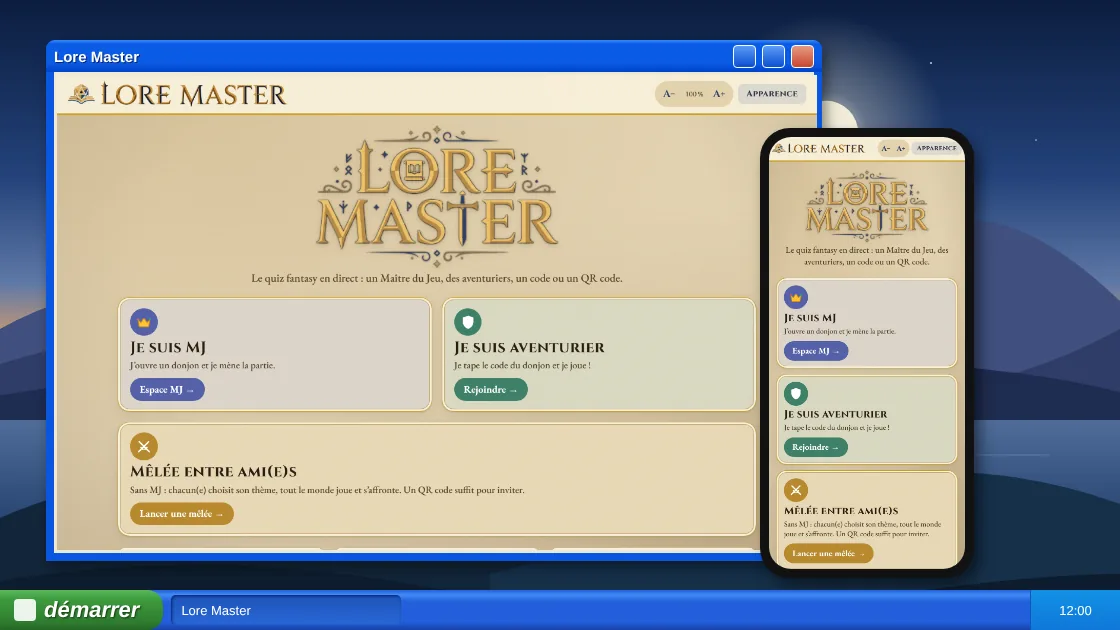 Lore Master
LORE MASTER
A− 100% A+ APPARENCE
LORE
MASTER
Le quiz fantasy en direct : un Maître du Jeu, des aventuriers, un code ou un QR code.
JE SUIS MJ
J'ouvre un donjon et je mène la partie.
Espace MJ →
JE SUIS AVENTURIER
Je tape le code du donjon et je joue !
Rejoindre →
MÊLÉE ENTRE AMI(E)S
Sans MJ : chacun(e) choisit son thème, tout le monde joue et s'affronte. Un QR code suffit pour inviter.
Lancer une mêlée →
LORE MASTER
A− A+ APPARENCE
LORE
MASTER
Le quiz fantasy en direct : un Maître du Jeu, des
aventuriers, un code ou un QR code.
JE SUIS MJ
J'ouvre un donjon et je mène la partie.
Espace MJ →
JE SUIS AVENTURIER
Je tape le code du donjon et je joue !
Rejoindre →
MÊLÉE ENTRE AMI(E)S
Sans MJ : chacun(e) choisit son thème, tout le monde
joue et s'affronte. Un QR code suffit pour inviter.
Lancer une mêlée →
démarrer
Lore Master
12:00